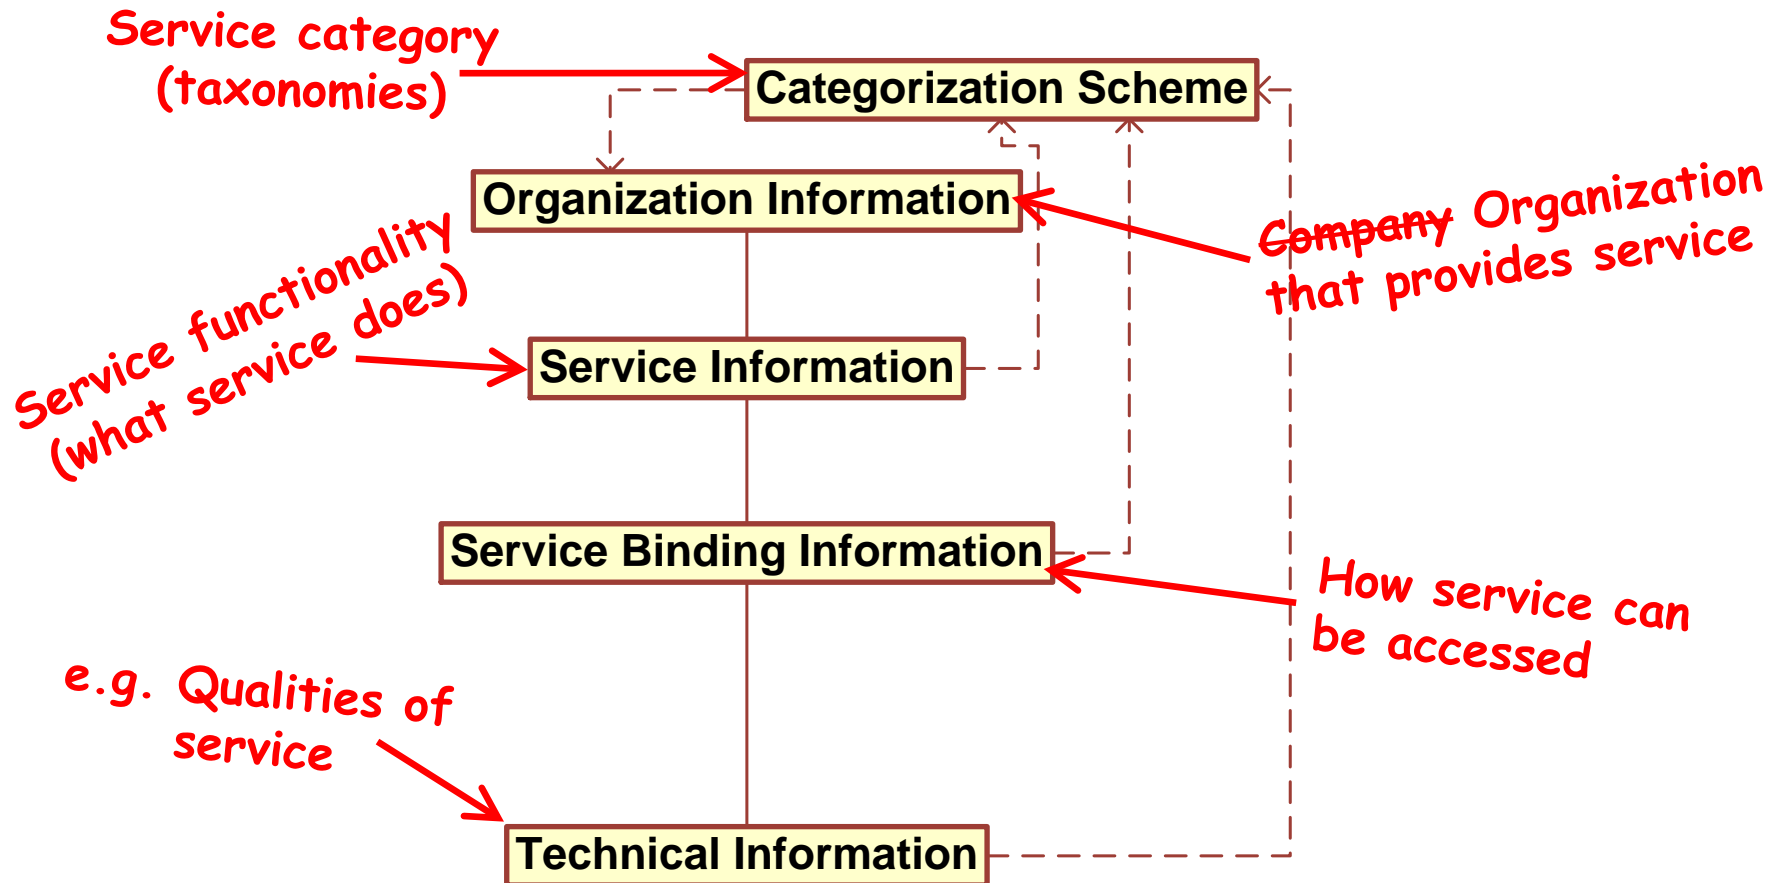 Service category
(taxonomies)
Categorization Scheme
Organization Information
Company Organization
that provides service
Service functionality
(what service does)
Service Information
Service Binding Information
How service can
be accessed
e.g. Qualities of
service
Technical Information